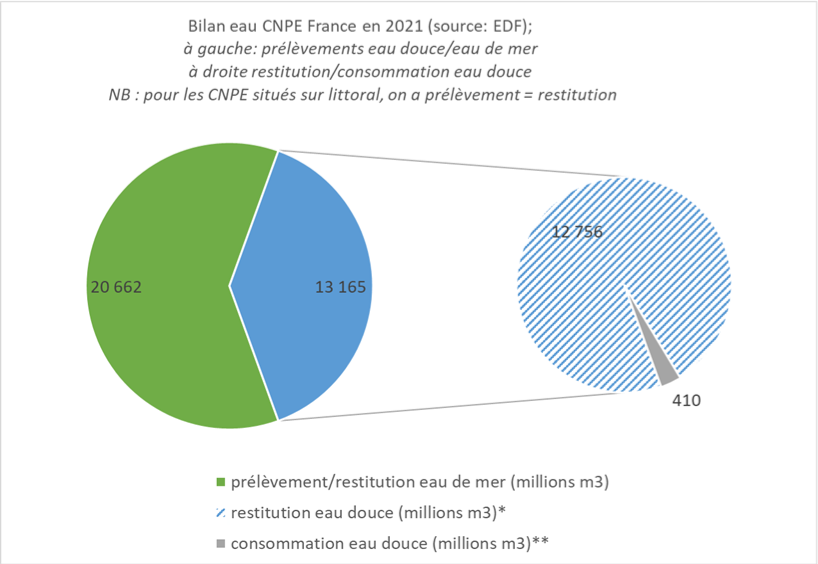 Bilan eau CNPE France en 2021 (source: EDF);
à gauche: prélèvements eau douce/eau de mer
à droite restitution/consommation eau douce
NB : pour les CNPE situés sur littoral, on a prélèvement = restitution
12 756
20 662
13 165
410
prélèvement/restitution eau de mer (millions m3)
restitution eau douce (millions m3)*
consommation eau douce (millions m3)**